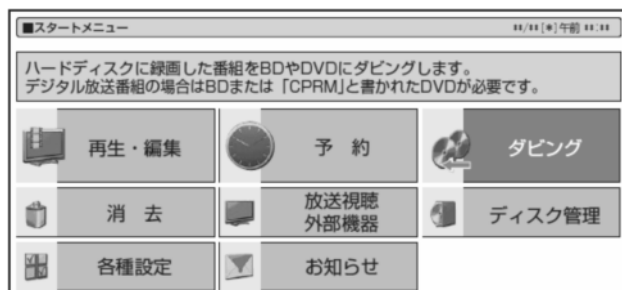 ■スタートメニュー
**/**[*]午前 **:**
ハードディスクに録画した番組をBDやDVDにダビングします。
デジタル放送番組の場合はBDまたは「CPRM」と書かれたDVDが必要です。
再生・編集
予 約
ダビング
消 去
放送視聴
外部機器
ディスク管理
各種設定
お知らせ